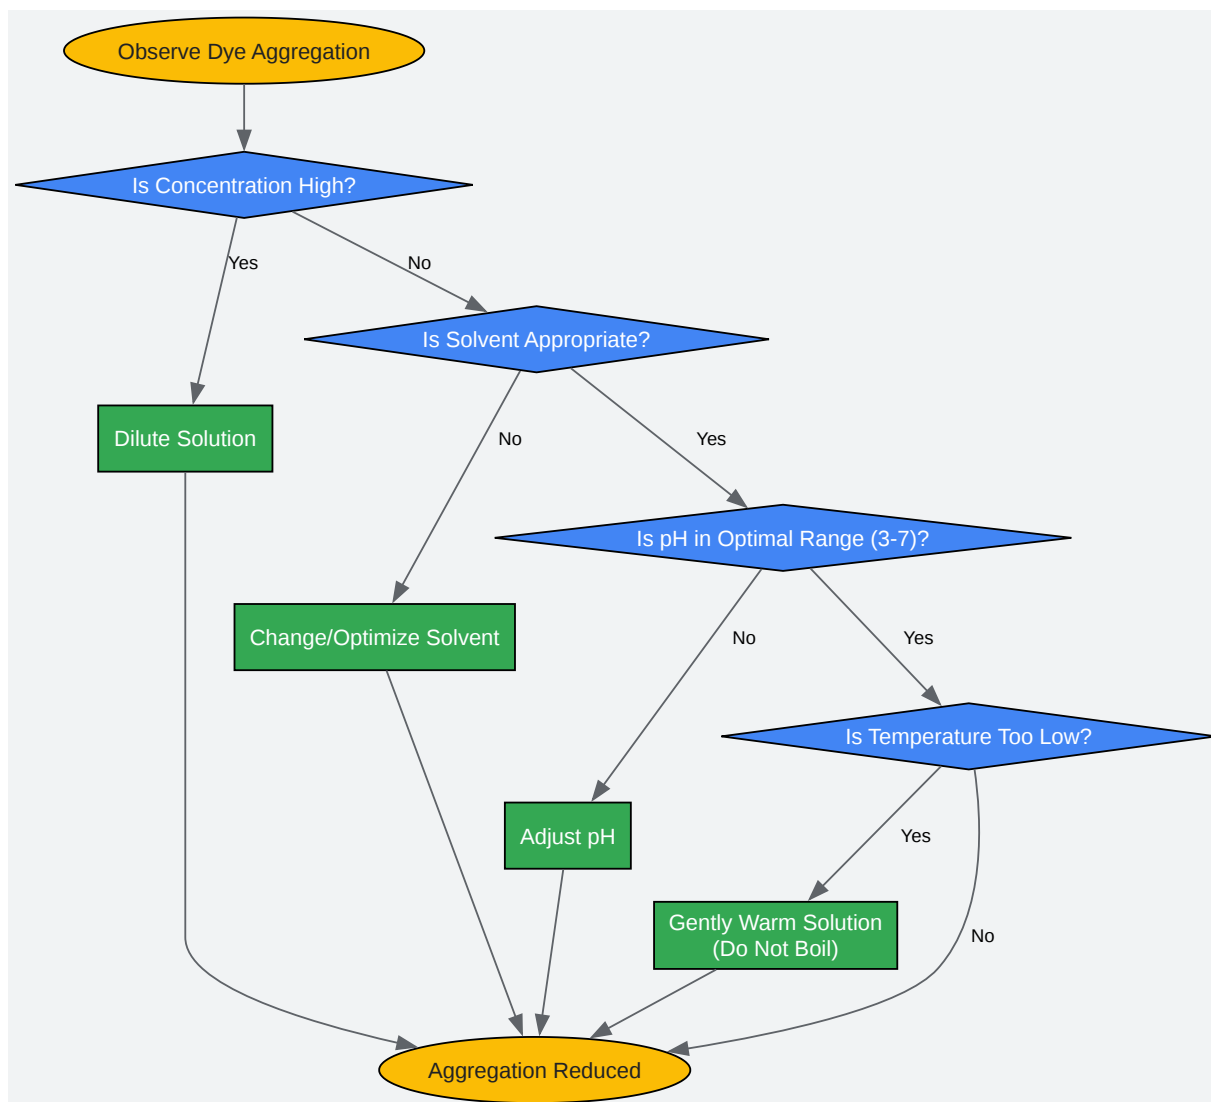 Observe Dye Aggregation
Is Concentration High?
Yes
No
Is Solvent Appropriate?
Dilute Solution
No
Yes
Is pH in Optimal Range (3-7)?
Change/Optimize Solvent
No
Yes
Is Temperature Too Low?
Adjust pH
Yes
Gently Warm Solution
(Do Not Boil)
No
Aggregation Reduced